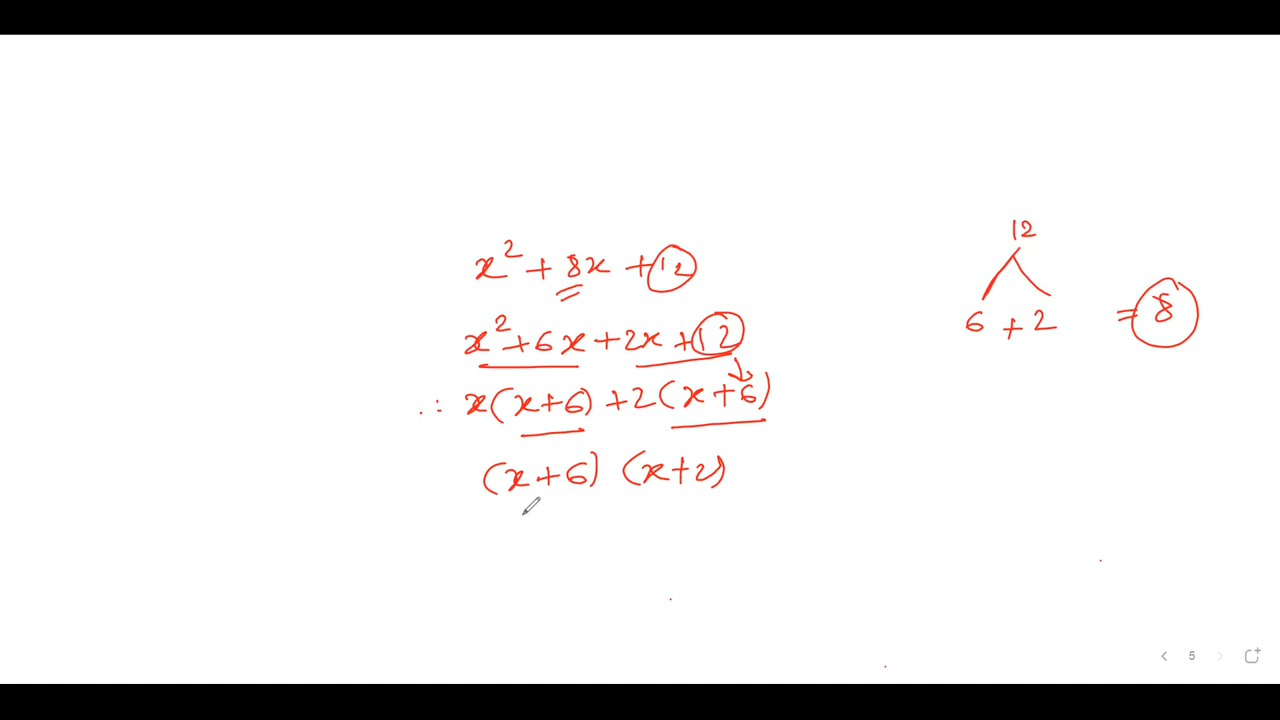 x² + 8x + 12
x² + 6x + 2x + 12
∴ x(x+6) + 2(x+6)
(x+6) (x+2)
12
6 + 2 = 8
5